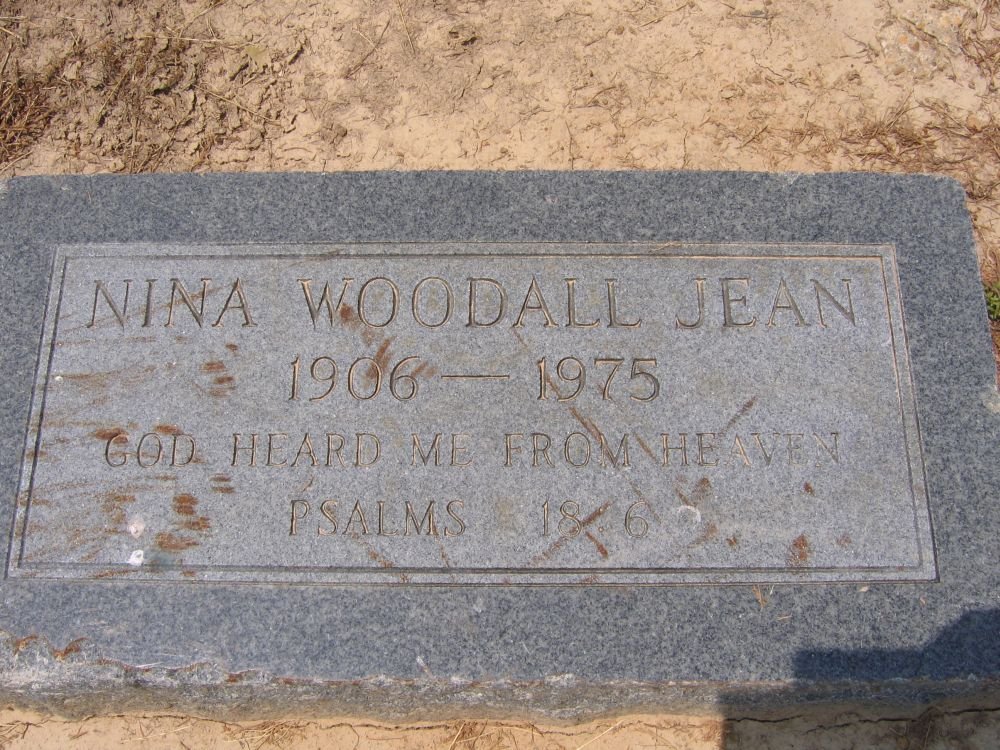 NINA WOODALL JEAN
1906 — 1975
GOD HEARD ME FROM HEAVEN
PSALMS 18:6